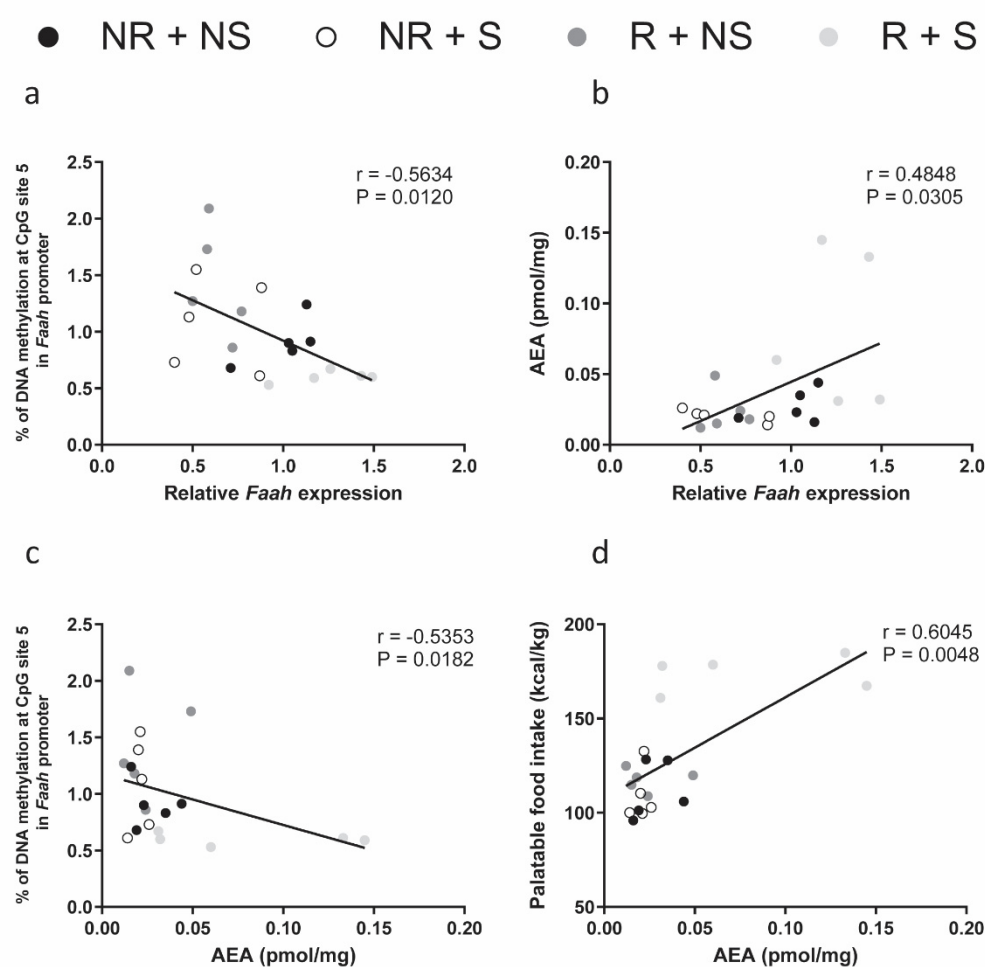 NR + NS NR + S R + NS R + S
a
% of DNA methylation at CpG site 5
in Faah promoter
2.5
2.0
1.5
1.0
0.5
0.0
r = -0.5634
P = 0.0120
0.0 0.5 1.0 1.5 2.0
Relative Faah expression
b
AEA (pmol/mg)
0.20
0.15
0.10
0.05
0.00
r = 0.4848
P = 0.0305
0.0 0.5 1.0 1.5 2.0
Relative Faah expression
c
% of DNA methylation at CpG site 5
in Faah promoter
2.5
2.0
1.5
1.0
0.5
0.0
r = -0.5353
P = 0.0182
0.00 0.05 0.10 0.15 0.20
AEA (pmol/mg)
d
Palatable food intake (kcal/kg)
200
150
100
50
r = 0.6045
P = 0.0048
0.00 0.05 0.10 0.15 0.20
AEA (pmol/mg)